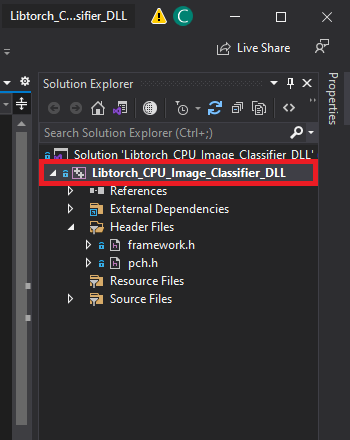 Libtorch_C...sifier_DLL
C
Live Share
Solution Explorer
Search Solution Explorer (Ctrl+;)
Solution 'Libtorch_CPU_Image_Classifier_DLL'
Libtorch_CPU_Image_Classifier_DLL
References
External Dependencies
Header Files
framework.h
pch.h
Resource Files
Source Files
Properties